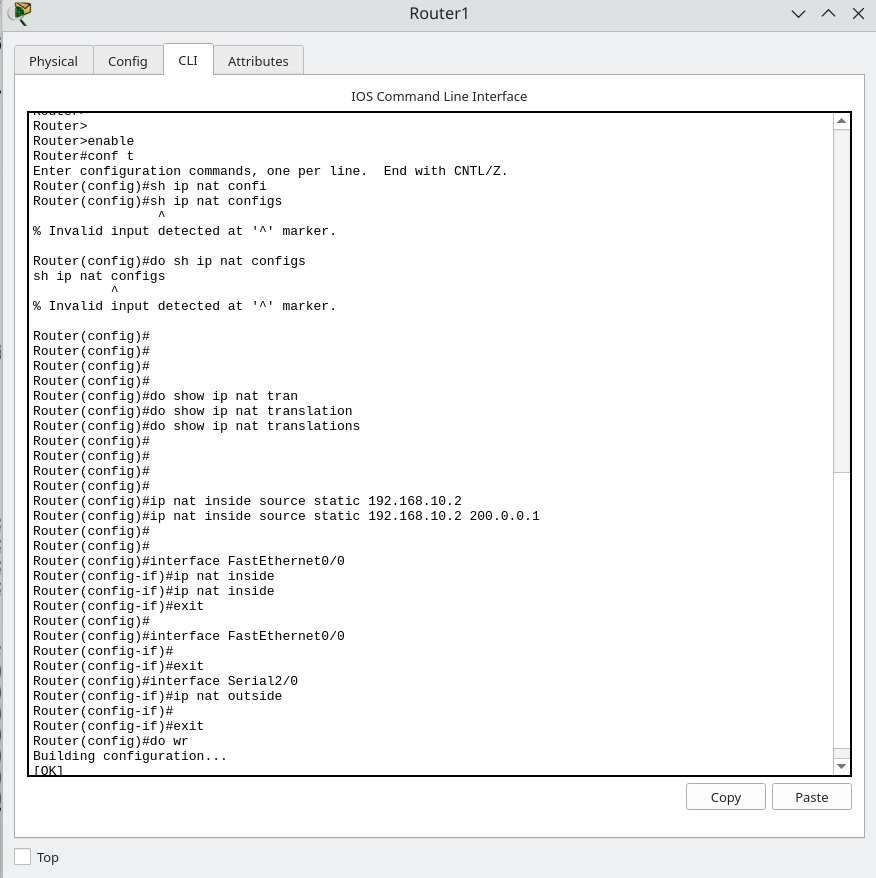 Router1
Physical
Config
CLI
Attributes
IOS Command Line Interface
Router>
Router>
Router>enable
Router#conf t
Enter configuration commands, one per line.  End with CNTL/Z.
Router(config)#sh ip nat confi
Router(config)#sh ip nat configs
^
% Invalid input detected at '^' marker.
Router(config)#do sh ip nat configs
sh ip nat configs
^
% Invalid input detected at '^' marker.
Router(config)#
Router(config)#
Router(config)#
Router(config)#
Router(config)#do show ip nat tran
Router(config)#do show ip nat translation
Router(config)#do show ip nat translations
Router(config)#
Router(config)#
Router(config)#
Router(config)#
Router(config)#ip nat inside source static 192.168.10.2
Router(config)#ip nat inside source static 192.168.10.2 200.0.0.1
Router(config)#
Router(config)#
Router(config)#interface FastEthernet0/0
Router(config-if)#ip nat inside
Router(config-if)#ip nat inside
Router(config-if)#exit
Router(config)#
Router(config)#interface FastEthernet0/0
Router(config-if)#
Router(config-if)#exit
Router(config)#interface Serial2/0
Router(config-if)#ip nat outside
Router(config-if)#
Router(config-if)#exit
Router(config)#do wr
Building configuration...
[OK]
Copy
Paste
Top